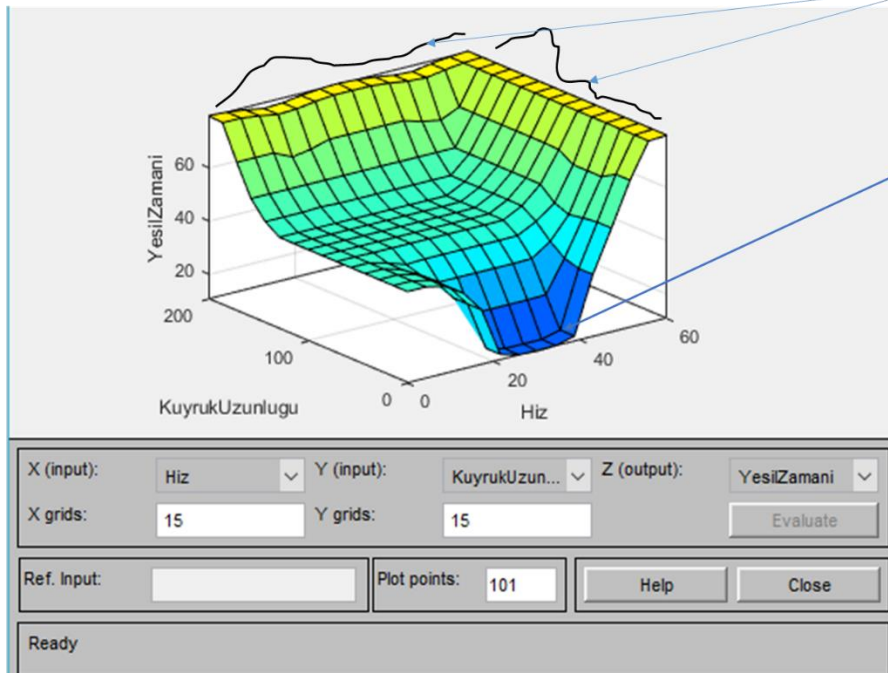 YesilZamani
60
40
20
200
100
0
0
20
40
60
KuyrukUzunlugu
Hiz
X (input):
Hiz
Y (input):
KuyrukUzun...
Z (output):
YesilZamani
X grids:
15
Y grids:
15
Evaluate
Ref. Input:
Plot points:
101
Help
Close
Ready